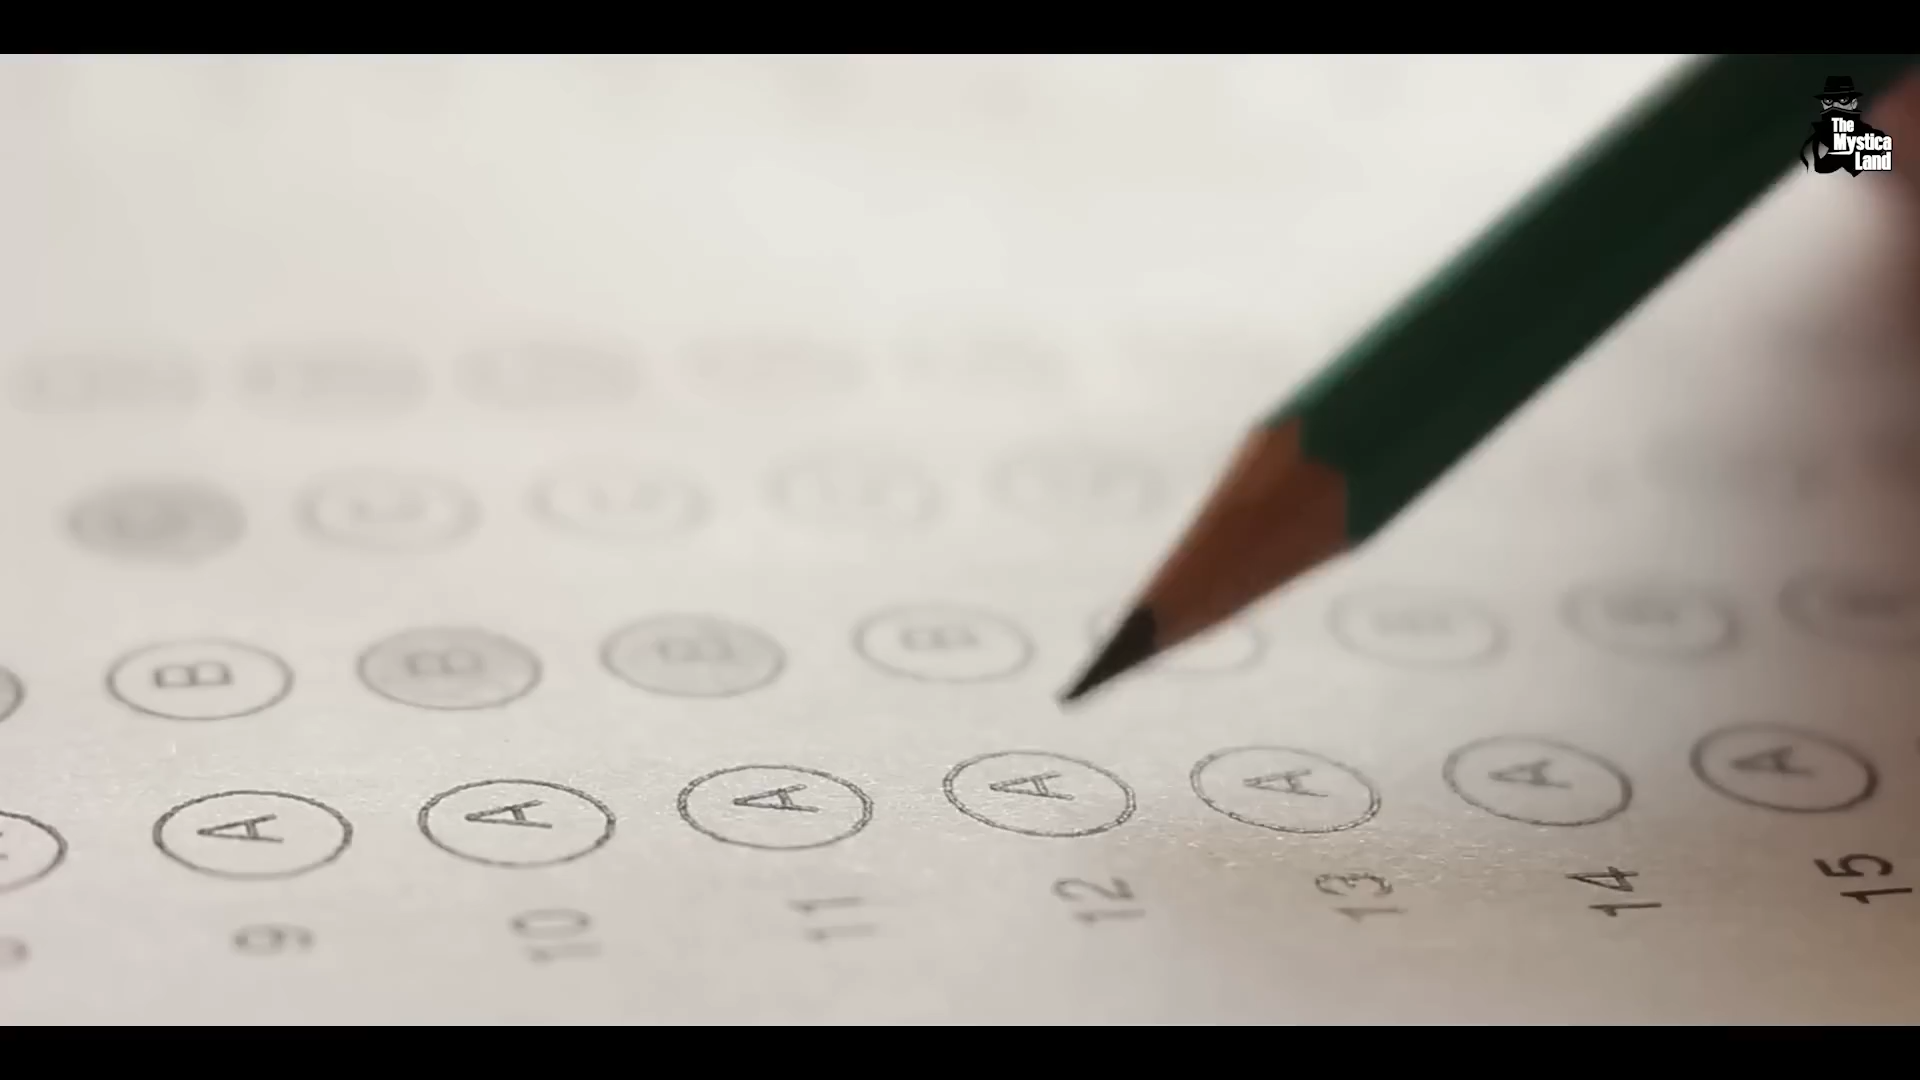 The
Mystica
Land
B B B B
A A A A A A A
9 10 11 12 13 14 15